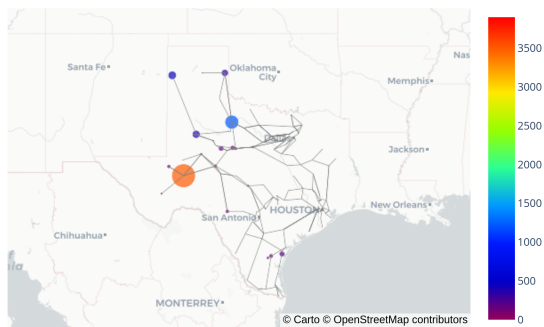 3500
Santa Fe
Oklahoma
City
Memphis
3000
2500
Jackson
2000
1500
New Orleans
HOUSTON
San Antonio
1000
Chihuahua
500
MONTERREY
© Carto © OpenStreetMap contributors
0